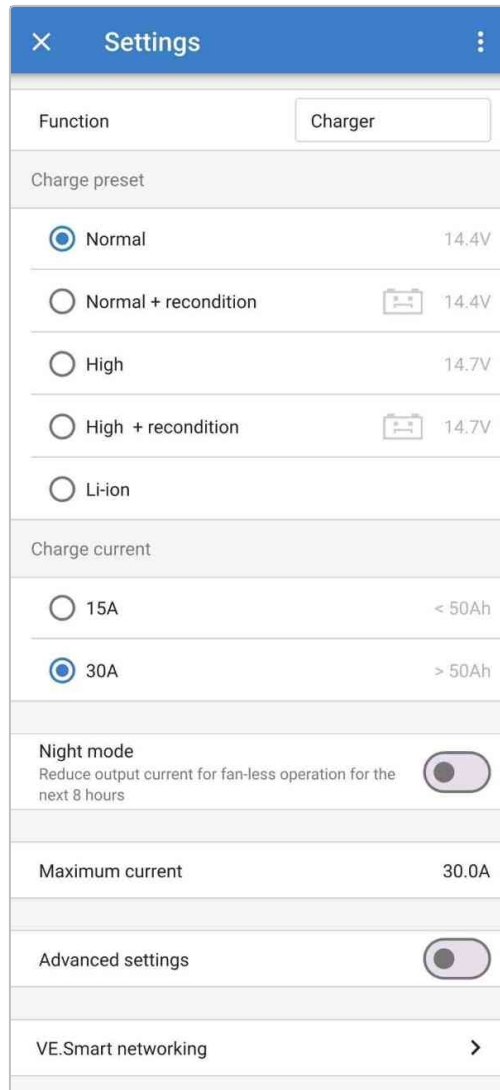 Settings
Function Charger
Charge preset
Normal 14.4V
Normal + recondition 14.4V
High 14.7V
High + recondition 14.7V
Li-ion
Charge current
15A < 50Ah
30A > 50Ah
Night mode
Reduce output current for fan-less operation for the
next 8 hours
Maximum current 30.0A
Advanced settings
VE.Smart networking